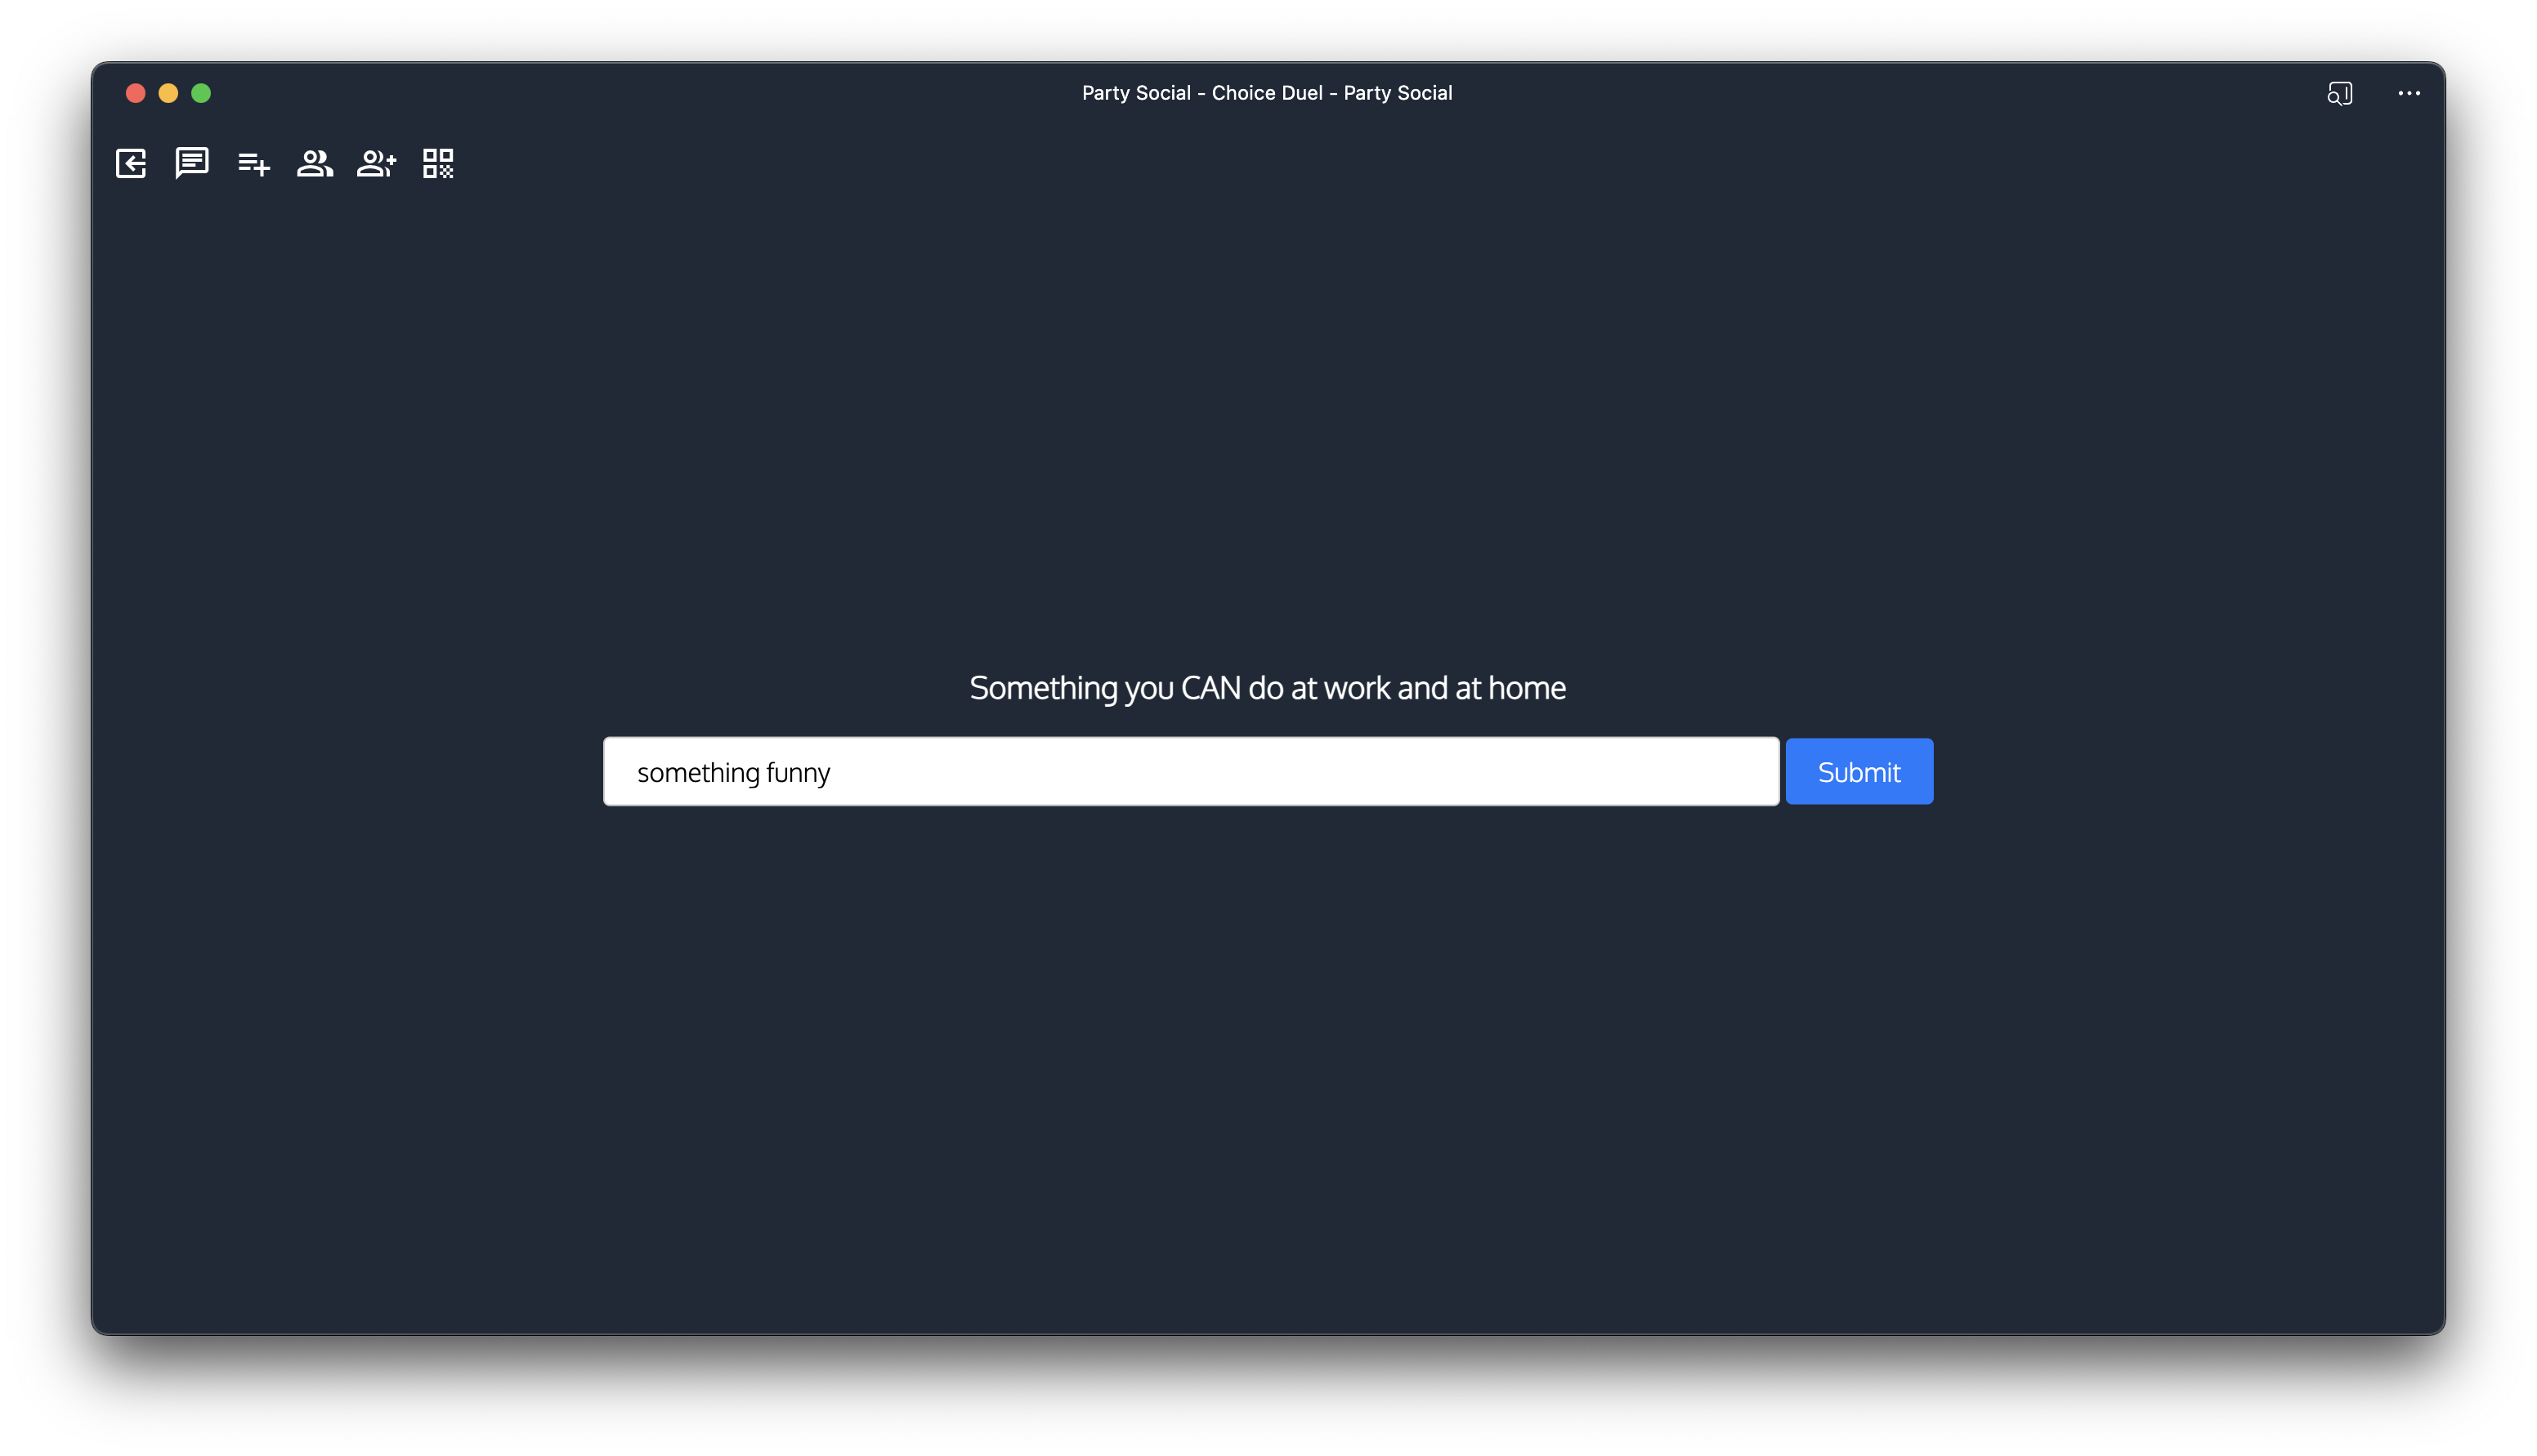 Party Social - Choice Duel - Party Social
Something you CAN do at work and at home
something funny
Submit